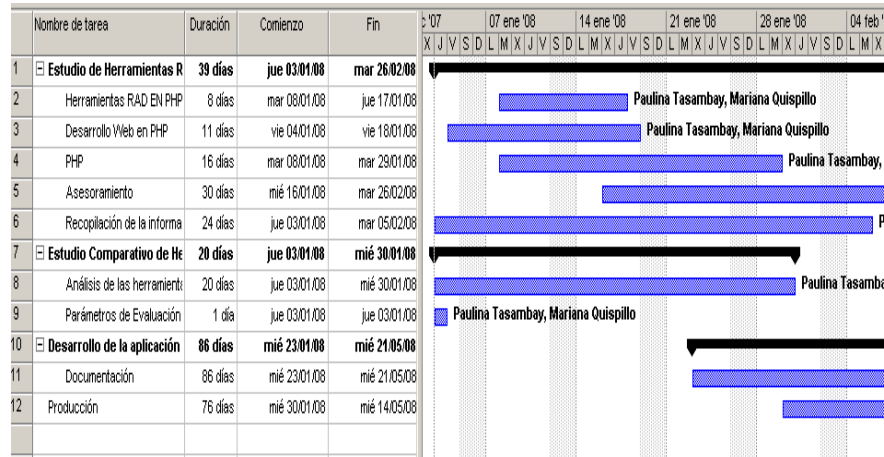 Nombre de tarea Duración Comienzo Fin '07 07 ene '08 14 ene '08 21 ene '08 28 ene '08 04 feb '
X J V S D L M X J V S D L M X J V S D L M X J V S D L M X J V S D L M X
1 Estudio de Herramientas R 39 días jue 03/01/08 mar 26/02/08
2 Herramientas RAD EN PHP 8 días mar 08/01/08 jue 17/01/08 Paulina Tasambay, Mariana Quispillo
3 Desarrollo Web en PHP 11 días vie 04/01/08 vie 18/01/08 Paulina Tasambay, Mariana Quispillo
4 PHP 16 días mar 08/01/08 mar 29/01/08 Paulina Tasambay,
5 Asesoramiento 30 días mié 16/01/08 mar 26/02/08
6 Recopilación de la informa 24 días jue 03/01/08 mar 05/02/08 P
7 Estudio Comparativo de He 20 días jue 03/01/08 mié 30/01/08
8 Análisis de las herramienta 20 días jue 03/01/08 mié 30/01/08 Paulina Tasamba
9 Parámetros de Evaluación 1 día jue 03/01/08 jue 03/01/08 Paulina Tasambay, Mariana Quispillo
10 Desarrollo de la aplicación 86 días mié 23/01/08 mié 21/05/08
11 Documentación 86 días mié 23/01/08 mié 21/05/08
12 Producción 76 días mié 30/01/08 mié 14/05/08